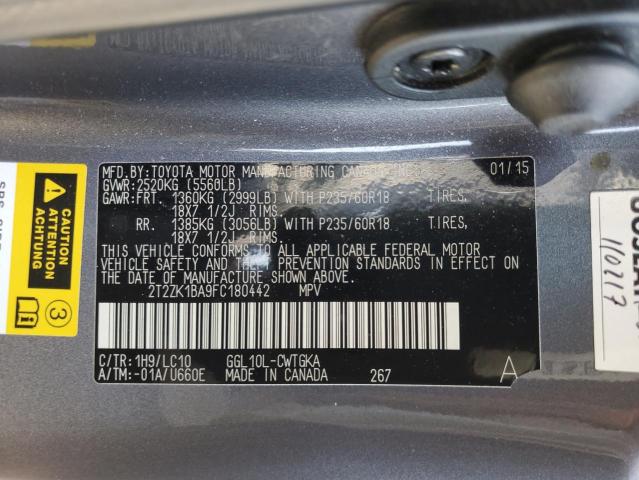 MFD.BY:TOYOTA MOTOR MANUFACTURING CANADA INC. 01/15
GVWR:2520KG (5560LB)
GAWR:FRT. 1360KG (2999LB) WITH P235/60R18 TIRES,
18X7 1/2J RIMS.
RR. 1385KG (3056LB) WITH P235/60R18 TIRES,
18X7 1/2J RIMS.
THIS VEHICLE CONFORMS TO ALL APPLICABLE FEDERAL MOTOR
VEHICLE SAFETY AND THEFT PREVENTION STANDARDS IN EFFECT ON
THE DATE OF MANUFACTURE SHOWN ABOVE.
2T2ZK1BA9FC180442 MPV
C/TR:1H9/LC10 GGL10L-CWTGKA A
A/TM:-01A/U660E MADE IN CANADA 267
CAUTION
ATTENTION
3
110217